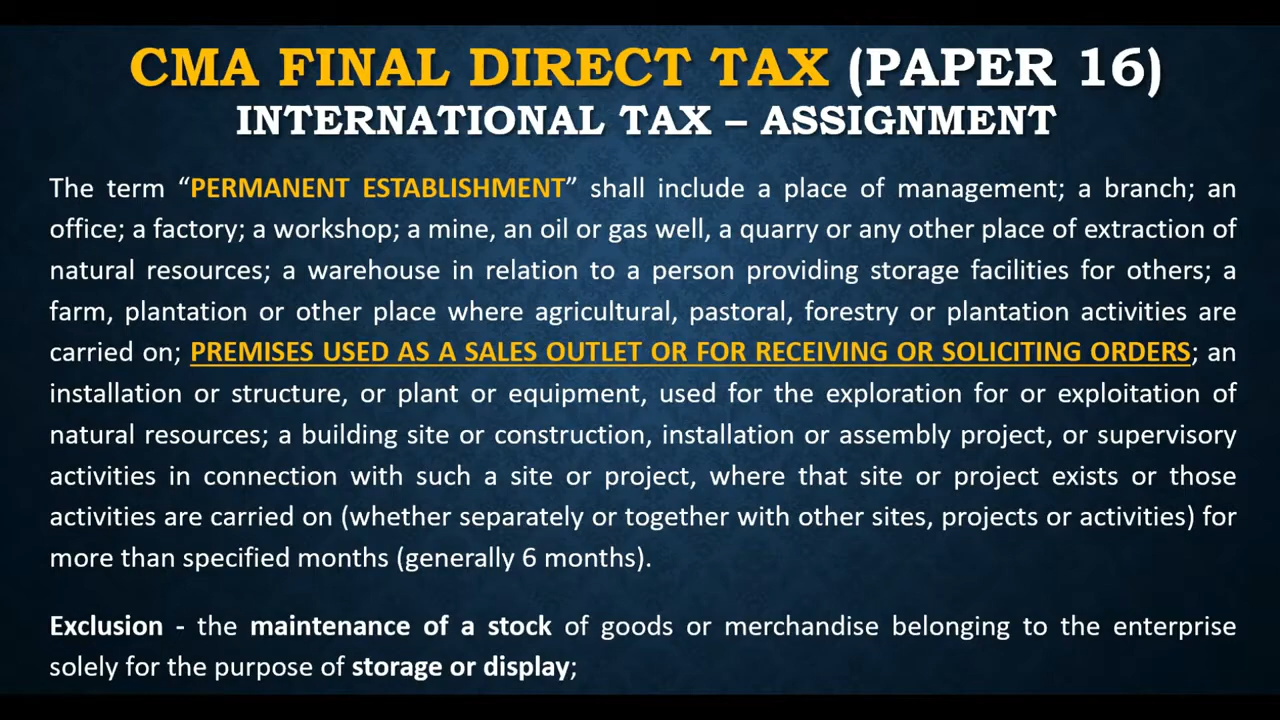 CMA FINAL DIRECT TAX (PAPER 16)
INTERNATIONAL TAX – ASSIGNMENT
The term “PERMANENT ESTABLISHMENT” shall include a place of management; a branch; an
office; a factory; a workshop; a mine, an oil or gas well, a quarry or any other place of extraction of
natural resources; a warehouse in relation to a person providing storage facilities for others; a
farm, plantation or other place where agricultural, pastoral, forestry or plantation activities are
carried on; PREMISES USED AS A SALES OUTLET OR FOR RECEIVING OR SOLICITING ORDERS; an
installation or structure, or plant or equipment, used for the exploration for or exploitation of
natural resources; a building site or construction, installation or assembly project, or supervisory
activities in connection with such a site or project, where that site or project exists or those
activities are carried on (whether separately or together with other sites, projects or activities) for
more than specified months (generally 6 months).
Exclusion - the maintenance of a stock of goods or merchandise belonging to the enterprise
solely for the purpose of storage or display;